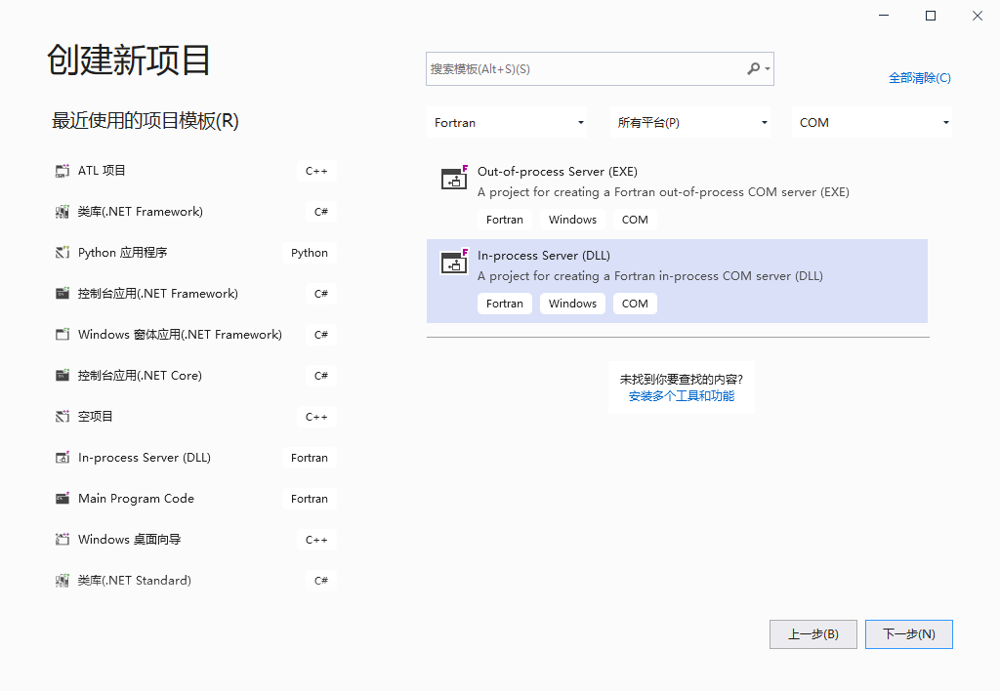 创建新项目
最近使用的项目模板(R)
ATL 项目 C++
类库(.NET Framework) C#
Python 应用程序 Python
控制台应用(.NET Framework) C#
Windows 窗体应用(.NET Framework) C#
控制台应用(.NET Core) C#
空项目 C++
In-process Server (DLL) Fortran
Main Program Code Fortran
Windows 桌面向导 C++
类库(.NET Standard) C#
搜索模板(Alt+S)(S)
全部清除(C)
Fortran 所有平台(P) COM
Out-of-process Server (EXE)
A project for creating a Fortran out-of-process COM server (EXE)
Fortran Windows COM
In-process Server (DLL)
A project for creating a Fortran in-process COM server (DLL)
Fortran Windows COM
未找到你要查找的内容?
安装多个工具和功能
上一步(B) 下一步(N)